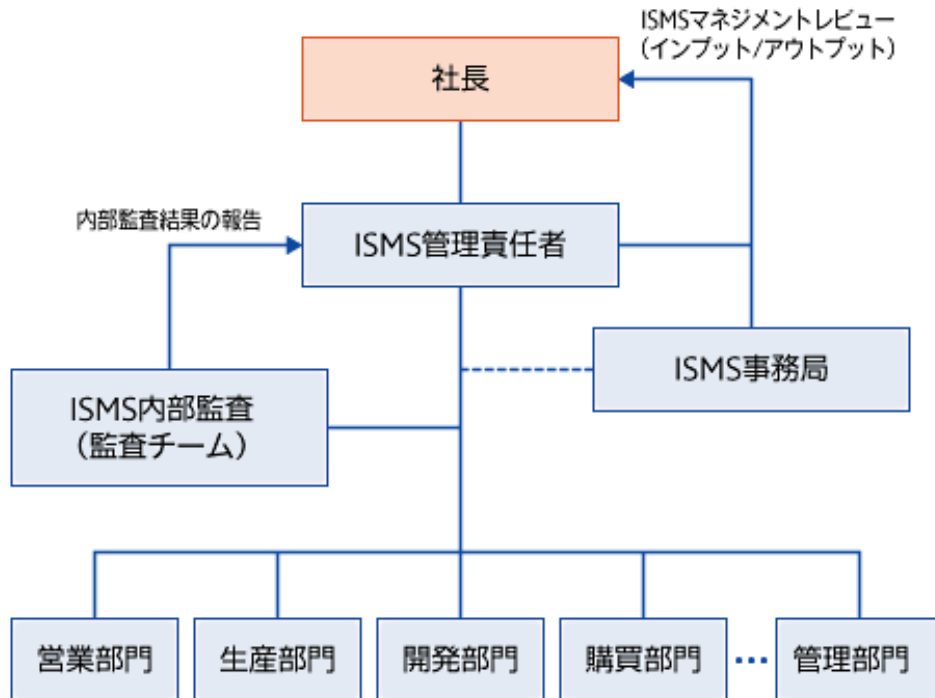 ISMSマネジメントレビュー
（インプット/アウトプット）
社長
内部監査結果の報告
ISMS管理責任者
ISMS事務局
ISMS内部監査
（監査チーム）
営業部門
生産部門
開発部門
購買部門
…
管理部門